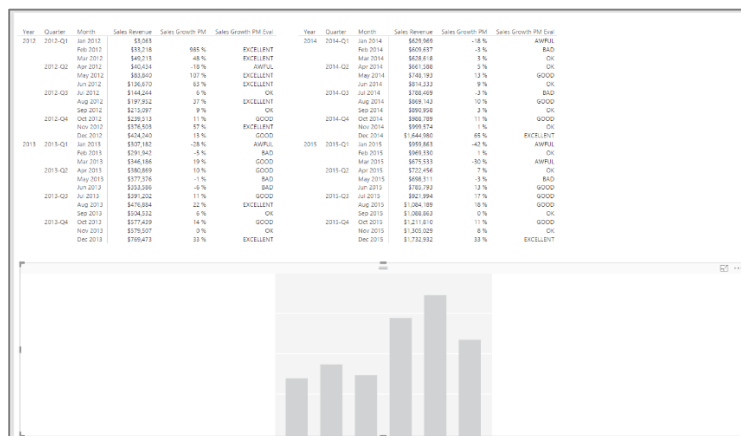 Year Quarter Month Sales Revenue Sales Growth PM Sales Growth PM Eval Year Quarter Month Sales Revenue Sales Growth PM Sales Growth PM Eval
2012 2012-Q1 Jan 2012 $3,063 2014 2014-Q1 Jan 2014 $629,969 -18 % AWFUL
Feb 2012 $33,218 985 % EXCELLENT Feb 2014 $609,637 -3 % BAD
Mar 2012 $49,213 48 % EXCELLENT Mar 2014 $628,618 3 % OK
2012-Q2 Apr 2012 $40,434 -18 % AWFUL 2014-Q2 Apr 2014 $661,588 5 % OK
May 2012 $83,840 107 % EXCELLENT May 2014 $748,193 13 % GOOD
Jun 2012 $136,670 63 % EXCELLENT Jun 2014 $814,333 9 % OK
2012-Q3 Jul 2012 $144,244 6 % OK 2014-Q3 Jul 2014 $788,469 -3 % BAD
Aug 2012 $197,952 37 % EXCELLENT Aug 2014 $869,143 10 % GOOD
Sep 2012 $215,097 9 % OK Sep 2014 $890,958 3 % OK
2012-Q4 Oct 2012 $239,513 11 % GOOD 2014-Q4 Oct 2014 $988,789 11 % GOOD
Nov 2012 $376,503 57 % EXCELLENT Nov 2014 $999,574 1 % OK
Dec 2012 $424,240 13 % GOOD Dec 2014 $1,644,980 65 % EXCELLENT
2013 2013-Q1 Jan 2013 $307,182 -28 % AWFUL 2015 2015-Q1 Jan 2015 $959,863 -42 % AWFUL
Feb 2013 $291,942 -5 % BAD Feb 2015 $969,350 1 % OK
Mar 2013 $346,186 19 % GOOD Mar 2015 $675,533 -30 % AWFUL
2013-Q2 Apr 2013 $380,869 10 % GOOD 2015-Q2 Apr 2015 $722,456 7 % OK
May 2013 $377,376 -1 % BAD May 2015 $698,311 -3 % BAD
Jun 2013 $353,566 -6 % BAD Jun 2015 $785,793 13 % GOOD
2013-Q3 Jul 2013 $391,202 11 % GOOD 2015-Q3 Jul 2015 $921,994 17 % GOOD
Aug 2013 $476,884 22 % EXCELLENT Aug 2015 $1,084,189 18 % GOOD
Sep 2013 $504,532 6 % OK Sep 2015 $1,088,863 0 % OK
2013-Q4 Oct 2013 $577,439 14 % GOOD 2015-Q4 Oct 2015 $1,211,810 11 % GOOD
Nov 2013 $579,507 0 % OK Nov 2015 $1,305,029 8 % OK
Dec 2013 $769,473 33 % EXCELLENT Dec 2015 $1,732,932 33 % EXCELLENT